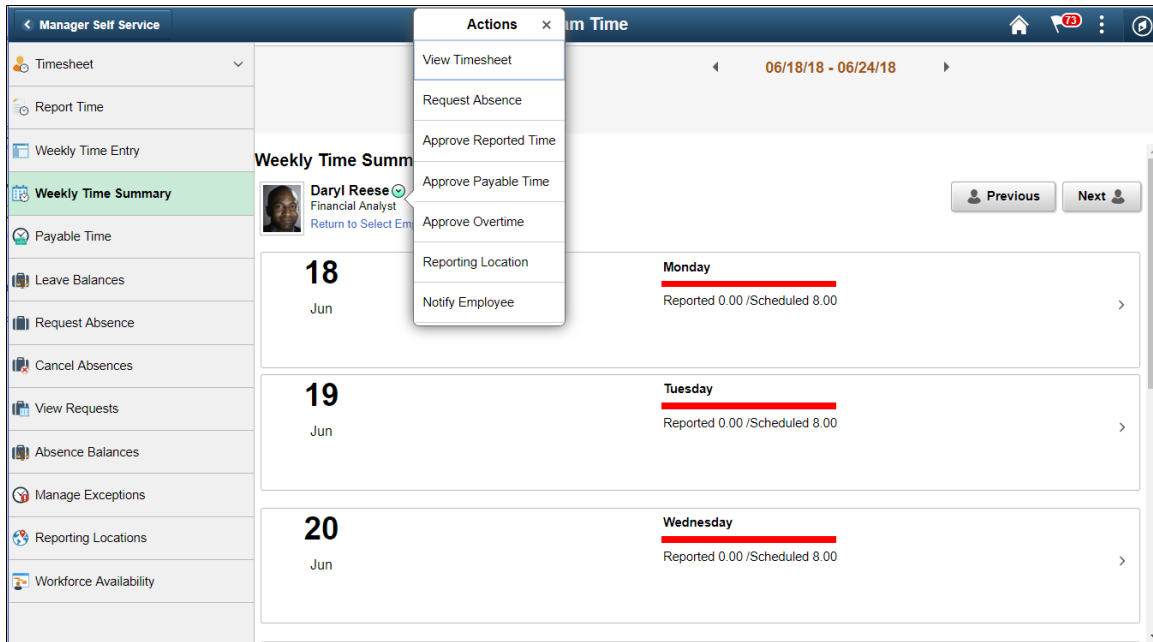 Manager Self Service
am Time
73
Actions ×
View Timesheet
Request Absence
Approve Reported Time
Approve Payable Time
Approve Overtime
Reporting Location
Notify Employee
Timesheet
Report Time
Weekly Time Entry
Weekly Time Summary
Payable Time
Leave Balances
Request Absence
Cancel Absences
View Requests
Absence Balances
Manage Exceptions
Reporting Locations
Workforce Availability
06/18/18 - 06/24/18
Weekly Time Summ
Daryl Reese
Financial Analyst
Return to Select Em
Previous
Next
18
Jun
Monday
Reported 0.00 /Scheduled 8.00
19
Jun
Tuesday
Reported 0.00 /Scheduled 8.00
20
Jun
Wednesday
Reported 0.00 /Scheduled 8.00